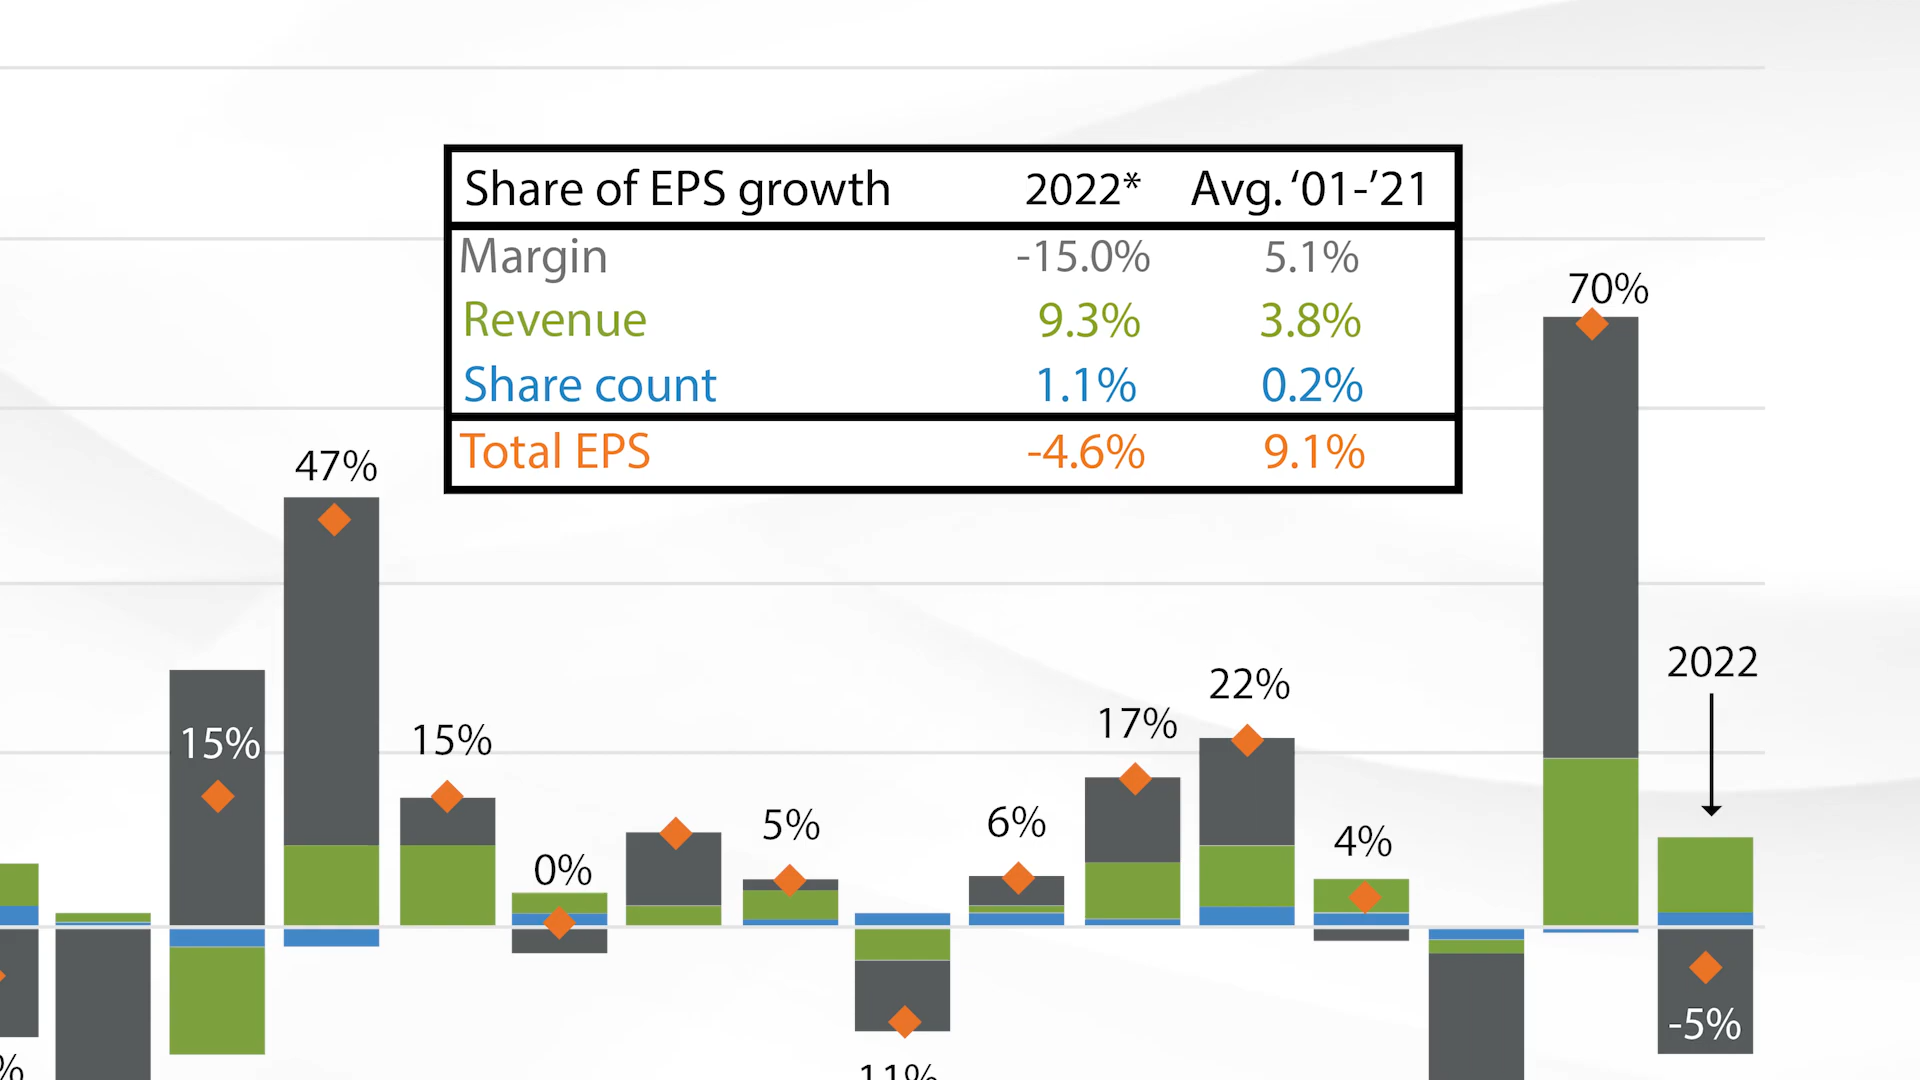 Share of EPS growth 2022* Avg. ‘01-’21
Margin -15.0% 5.1%
Revenue 9.3% 3.8%
Share count 1.1% 0.2%
Total EPS -4.6% 9.1%
70%
47%
2022
22%
17%
15%
15%
5%
6%
4%
0%
-5%
%
11%